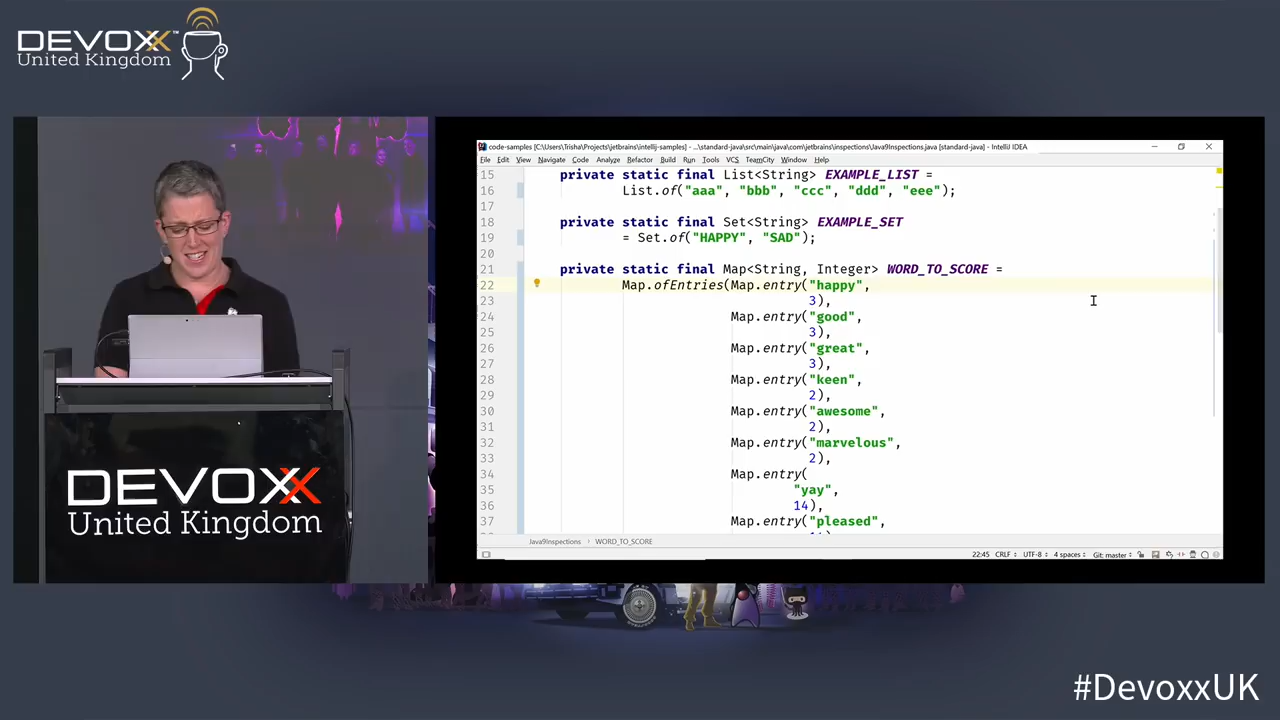 DEVOXX™
United Kingdom
DEVOXX
United Kingdom
code-samples [C:\Users\Trisha\Projects\jetbrains\intellij-samples] - ...\standard-java\src\main\java\com\jetbrains\inspections\Java9Inspections.java [standard-java] - IntelliJ IDEA
File Edit View Navigate Code Analyze Refactor Build Run Tools VCS TeamCity Window Help
15 private static final List<String> EXAMPLE_LIST =
16 List.of("aaa", "bbb", "ccc", "ddd", "eee");
17
18 private static final Set<String> EXAMPLE_SET
19 = Set.of("HAPPY", "SAD");
20
21 private static final Map<String, Integer> WORD_TO_SCORE =
22 Map.ofEntries(Map.entry("happy",
23 3),
24 Map.entry("good",
25 3),
26 Map.entry("great",
27 3),
28 Map.entry("keen",
29 2),
30 Map.entry("awesome",
31 2),
32 Map.entry("marvelous",
33 2),
34 Map.entry(
35 "yay",
36 14),
37 Map.entry("pleased",
Java9Inspections WORD_TO_SCORE
22:45 CRLF UTF-8 4 spaces Git: master
#DevoxxUK